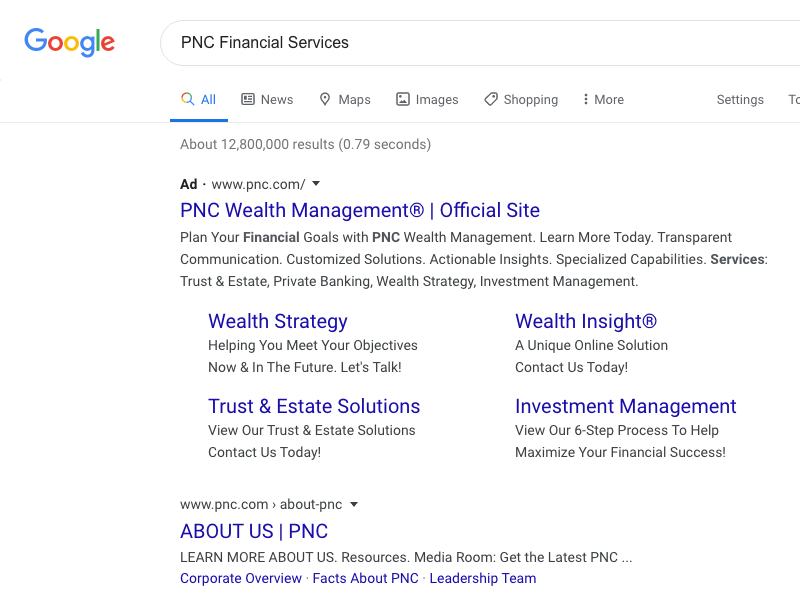 Google
PNC Financial Services
All News Maps Images Shopping More Settings
About 12,800,000 results (0.79 seconds)
Ad · www.pnc.com/
PNC Wealth Management® | Official Site
Plan Your Financial Goals with PNC Wealth Management. Learn More Today. Transparent
Communication. Customized Solutions. Actionable Insights. Specialized Capabilities. Services:
Trust & Estate, Private Banking, Wealth Strategy, Investment Management.
Wealth Strategy
Helping You Meet Your Objectives
Now & In The Future. Let's Talk!
Wealth Insight®
A Unique Online Solution
Contact Us Today!
Trust & Estate Solutions
View Our Trust & Estate Solutions
Contact Us Today!
Investment Management
View Our 6-Step Process To Help
Maximize Your Financial Success!
www.pnc.com › about-pnc
ABOUT US | PNC
LEARN MORE ABOUT US. Resources. Media Room: Get the Latest PNC ...
Corporate Overview · Facts About PNC · Leadership Team